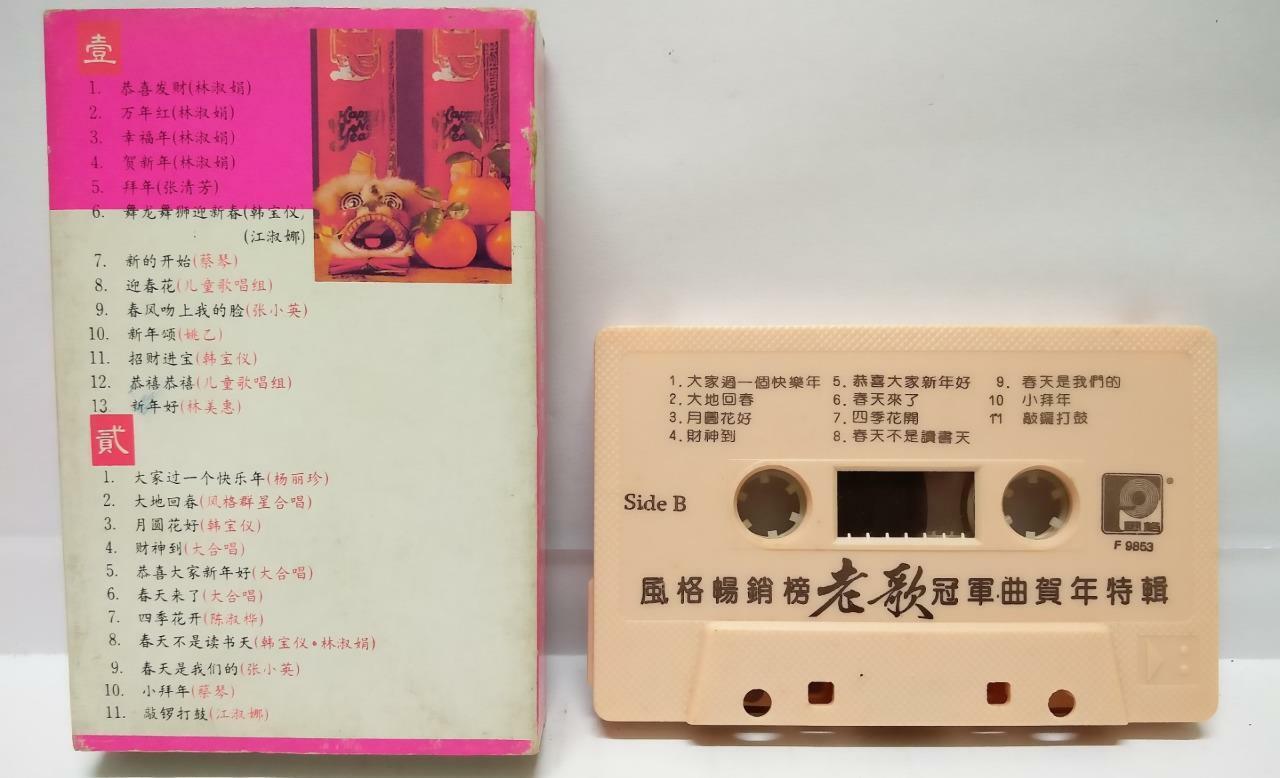 壹
1. 恭喜发财(林淑娟)
2. 万年红(林淑娟)
3. 幸福年(林淑娟)
4. 贺新年(林淑娟)
5. 拜年(张清芳)
6. 舞龙舞狮迎新春(韩宝仪)
(江淑娜)
7. 新的开始(蔡琴)
8. 迎春花(儿童歌唱组)
9. 春风吻上我的脸(张小英)
10. 新年颂(姚乙)
11. 招财进宝(韩宝仪)
12. 恭禧恭禧(儿童歌唱组)
13. 新年好(林美惠)
貳
1. 大家过一个快乐年(杨丽珍)
2. 大地回春(风格群星合唱)
3. 月圆花好(韩宝仪)
4. 财神到(大合唱)
5. 恭喜大家新年好(大合唱)
6. 春天来了(大合唱)
7. 四季花开(陈淑桦)
8. 春天不是读书天(韩宝仪•林淑娟)
9. 春天是我们的(张小英)
10. 小拜年(蔡琴)
11. 敲锣打鼓(江淑娜)
Happy
New
Year
Happy
New
Year
1. 大家過一個快樂年
2. 大地回春
3. 月圓花好
4. 財神到
5. 恭喜大家新年好
6. 春天來了
7. 四季花開
8. 春天不是讀書天
9. 春天是我們的
10 小拜年
11 敲鑼打鼓
Side B
風格
F 9853
風格暢銷榜老歌冠軍曲賀年特輯